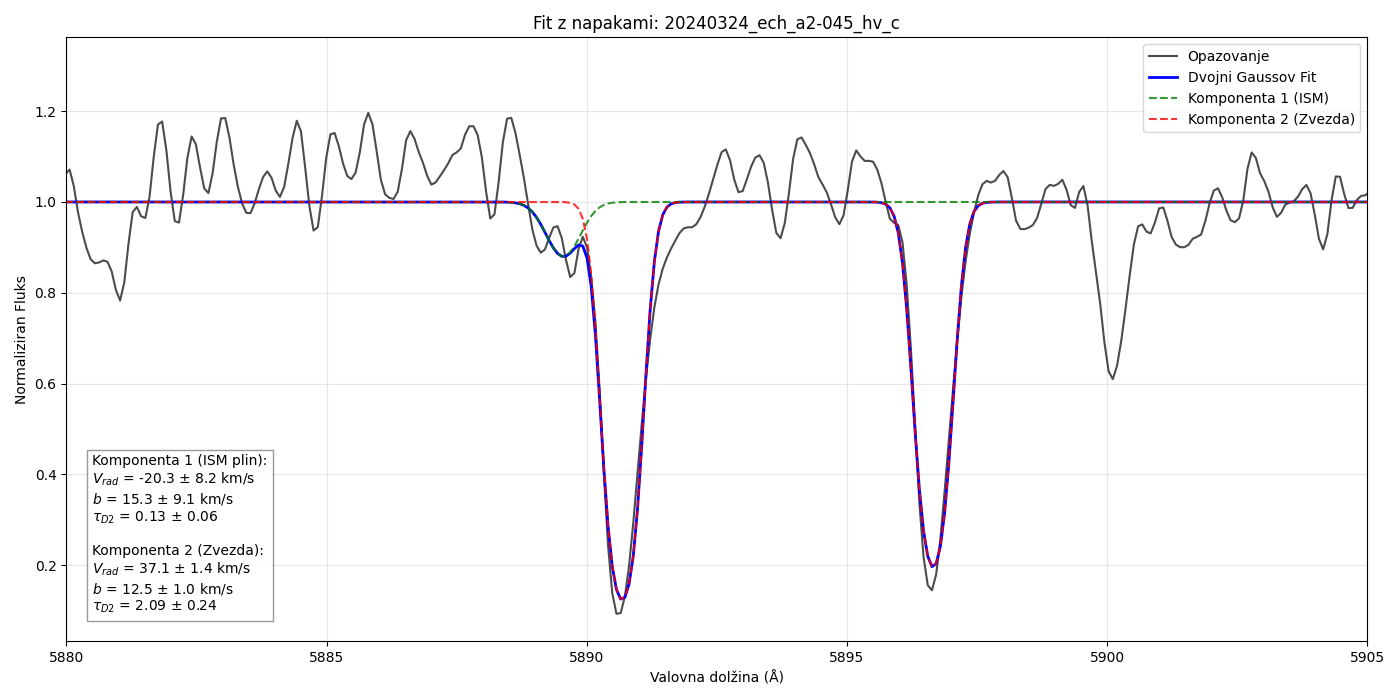 Fit z napakami: 20240324_ech_a2-045_hv_c
Opazovanje
Dvojni Gaussov Fit
Komponenta 1 (ISM)
Komponenta 2 (Zvezda)
Normaliziran Fluks
1.2
1.0
0.8
0.6
0.4
0.2
Komponenta 1 (ISM plin):
V_rad = -20.3 ± 8.2 km/s
b = 15.3 ± 9.1 km/s
τ_D2 = 0.13 ± 0.06
Komponenta 2 (Zvezda):
V_rad = 37.1 ± 1.4 km/s
b = 12.5 ± 1.0 km/s
τ_D2 = 2.09 ± 0.24
5880 5885 5890 5895 5900 5905
Valovna dolžina (Å)